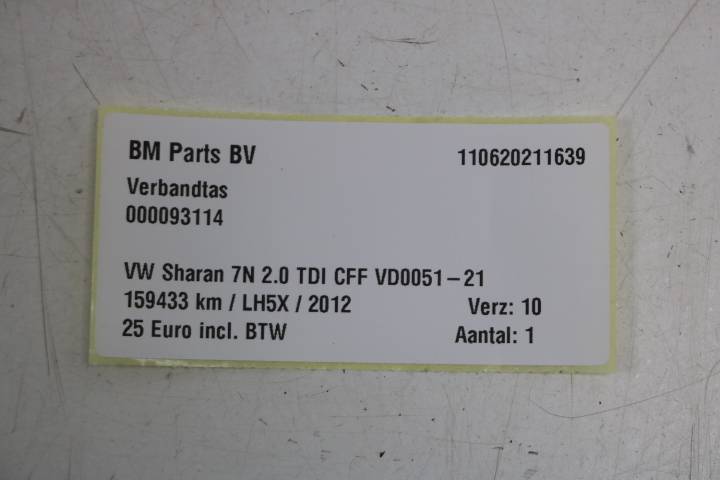 BM Parts BV 110620211639
Verbandtas
000093114
VW Sharan 7N 2.0 TDI CFF VD0051-21
159433 km / LH5X / 2012 Verz: 10
25 Euro incl. BTW Aantal: 1